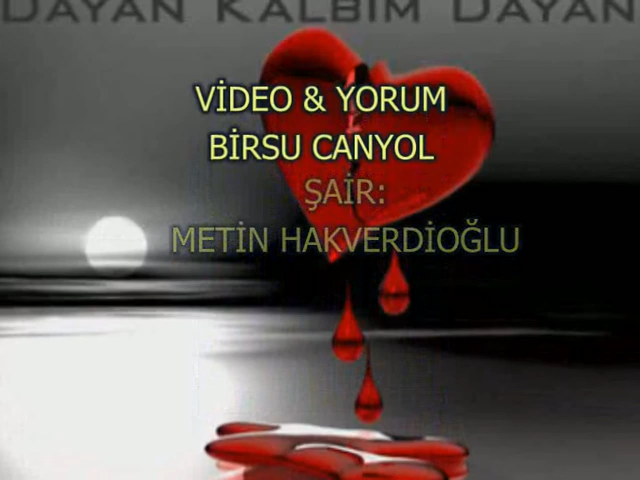 DAYAN KALBİM DAYAN
VİDEO & YORUM
BİRSU CANYOL
ŞAİR:
METİN HAKVERDİOĞLU